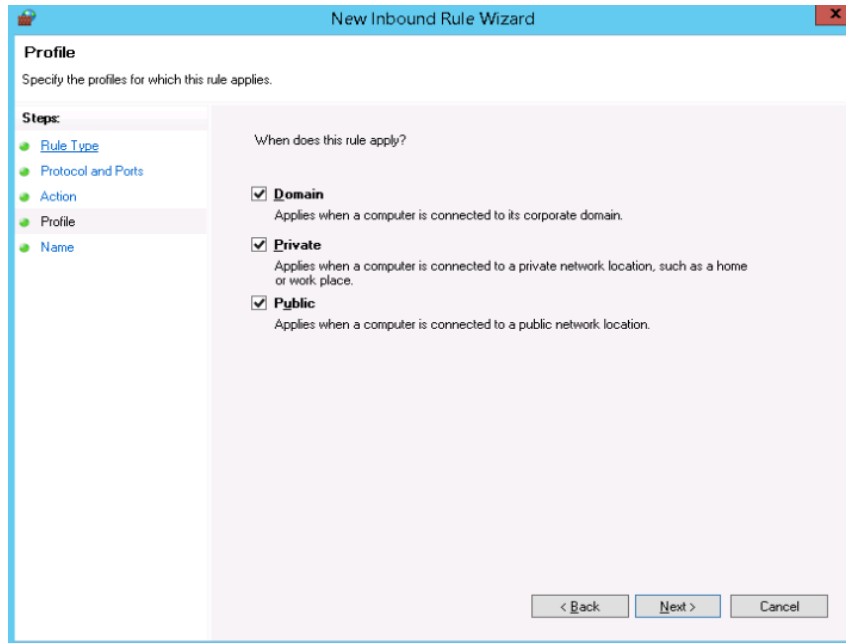 New Inbound Rule Wizard
x
Profile
Specify the profiles for which this rule applies.
Steps:
Rule Type
Protocol and Ports
Action
Profile
Name
When does this rule apply?
Domain
Applies when a computer is connected to its corporate domain.
Private
Applies when a computer is connected to a private network location, such as a home
or work place.
Public
Applies when a computer is connected to a public network location.
< Back
Next >
Cancel